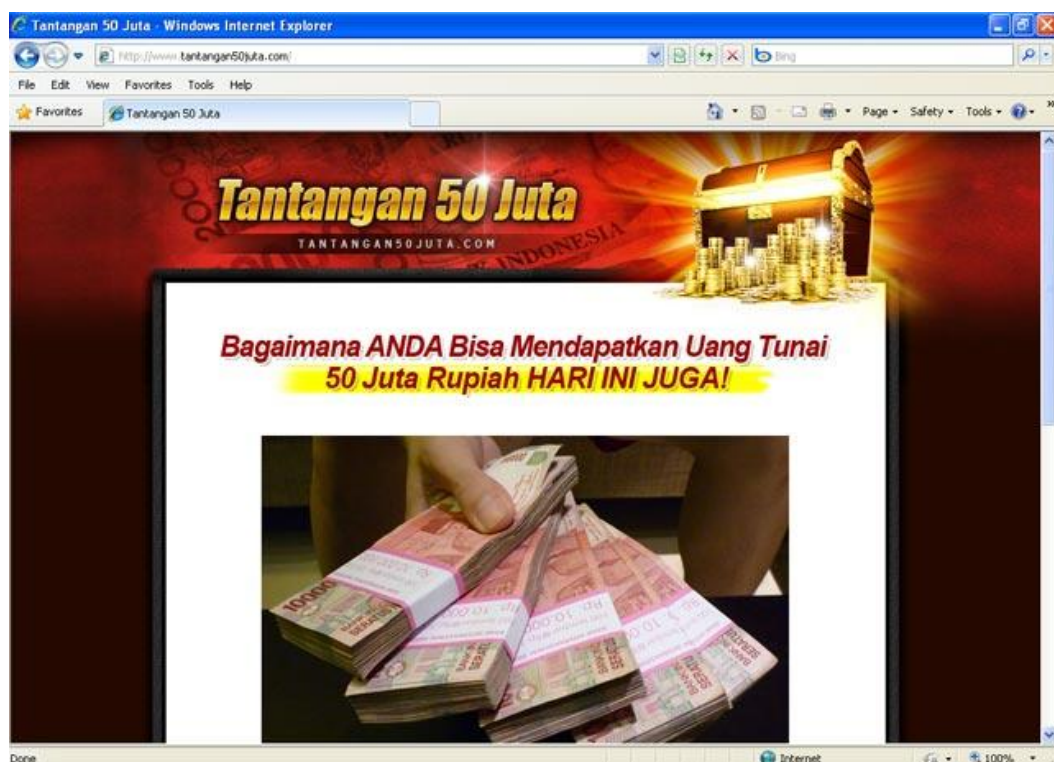 Tantangan 50 Juta - Windows Internet Explorer
http://www.tantangan50juta.com/
Bing
File Edit View Favorites Tools Help
Favorites
Tantangan 50 Juta
Page
Safety
Tools
Tantangan 50 Juta
TANTANGAN50JUTA.COM
INDONESIA
Bagaimana ANDA Bisa Mendapatkan Uang Tunai
50 Juta Rupiah HARI INI JUGA!
Done
Internet
100%